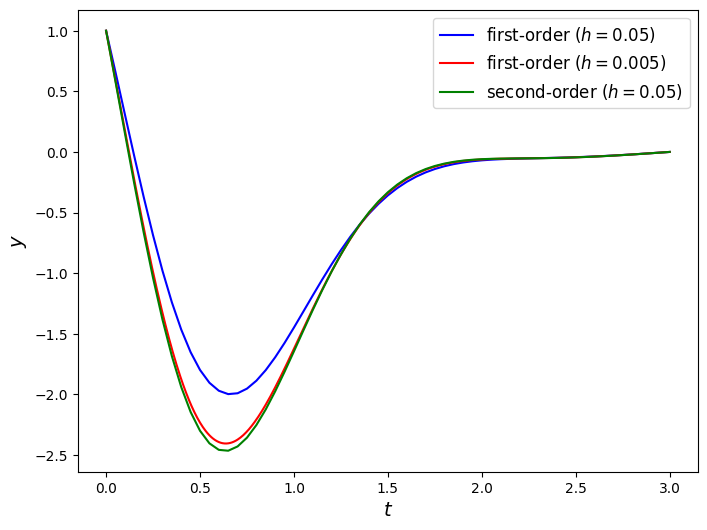 first-order (h = 0.05)
first-order (h = 0.005)
second-order (h = 0.05)
1.0
0.5
0.0
−0.5
−1.0
−1.5
−2.0
−2.5
y
0.0 0.5 1.0 1.5 2.0 2.5 3.0
t